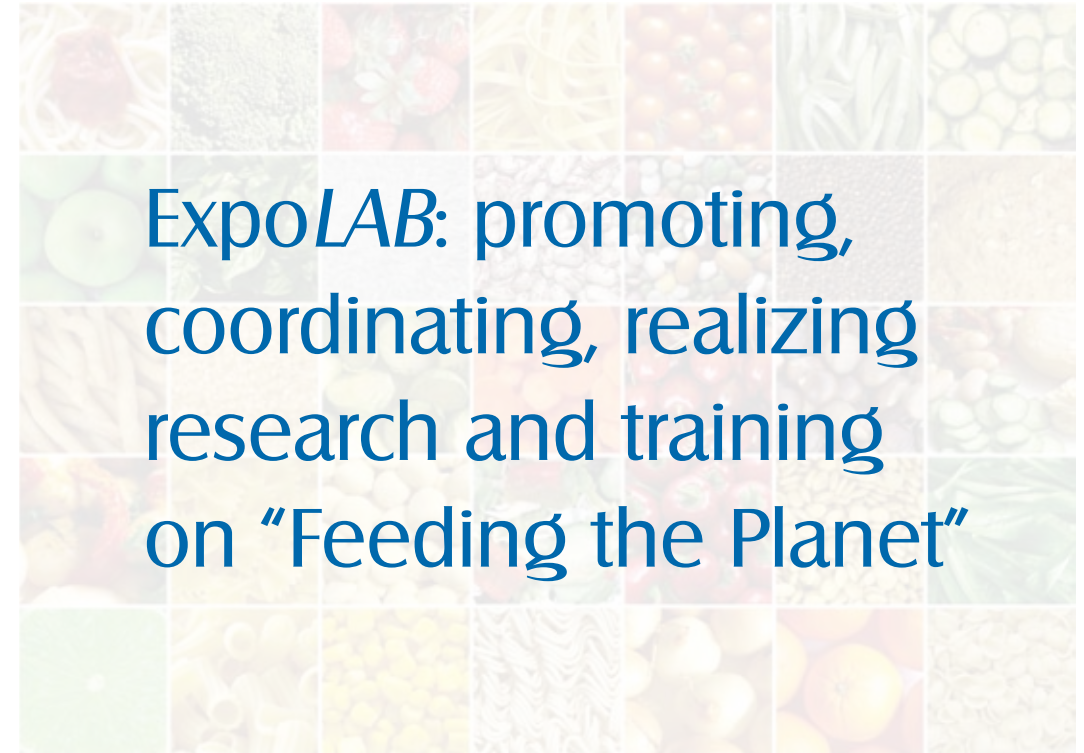 ExpoLAB: promoting,
coordinating, realizing
research and training
on “Feeding the Planet”